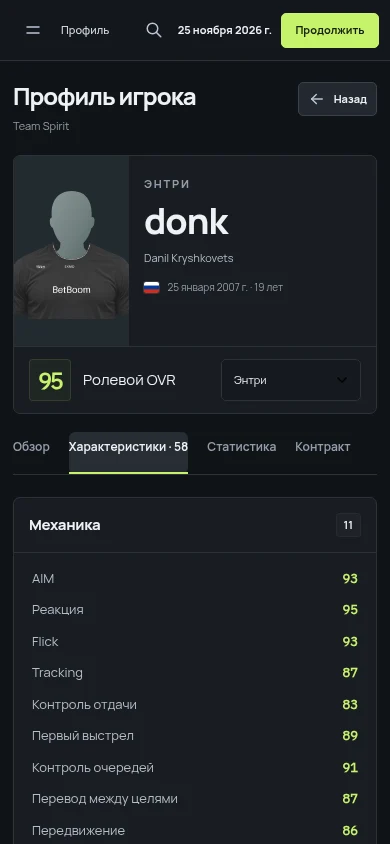 Профиль
25 ноября 2026 г.
Продолжить
Профиль игрока
Team Spirit
Назад
ЭНТРИ
donk
Danil Kryshkovets
25 января 2007 г. · 19 лет
BetBoom
95
Ролевой OVR
Энтри
Обзор
Характеристики · 58
Статистика
Контракт
Механика
11
AIM 93
Реакция 95
Flick 93
Tracking 87
Контроль отдачи 83
Первый выстрел 89
Контроль очередей 91
Перевод между целями 87
Передвижение 86